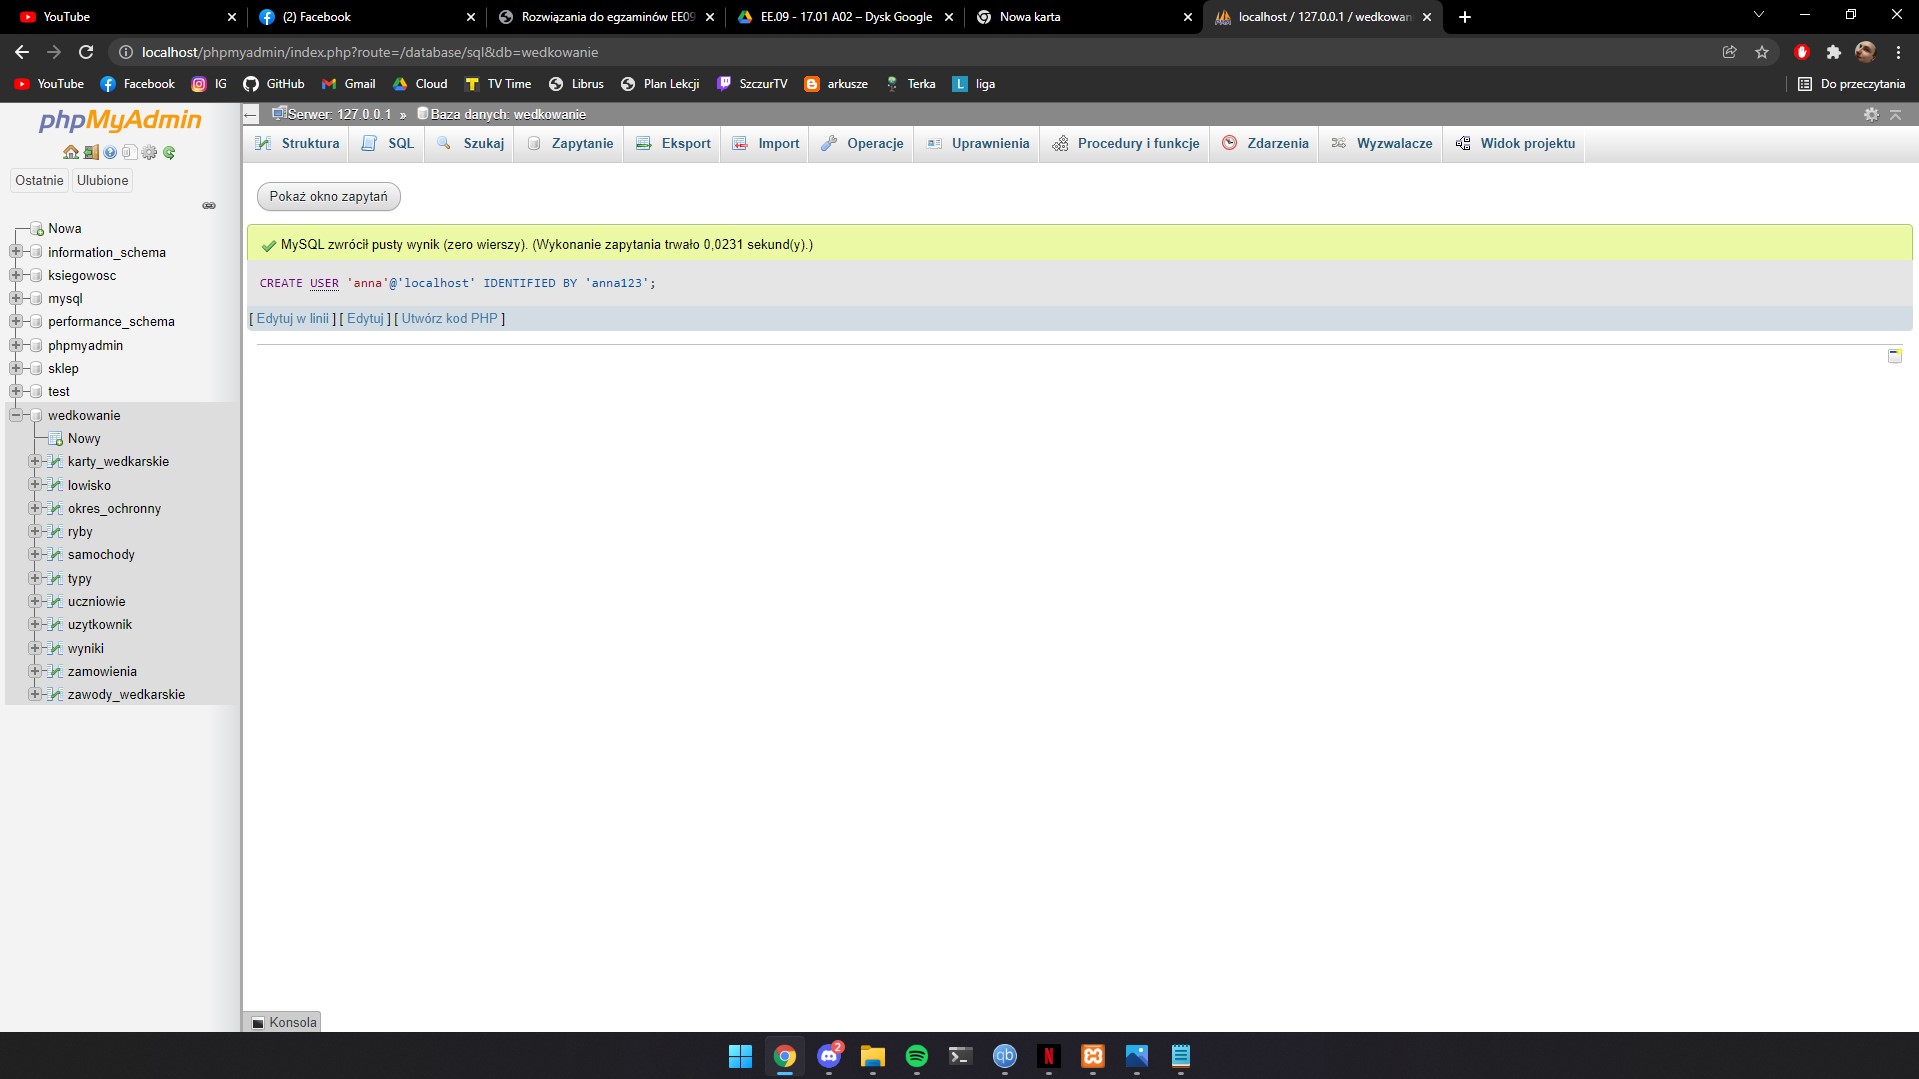 YouTube
(2) Facebook
Rozwiązania do egzaminów EE09
EE.09 - 17.01 A02 – Dysk Google
Nowa karta
localhost / 127.0.0.1 / wedkowan
localhost/phpmyadmin/index.php?route=/database/sql&db=wedkowanie
YouTube
Facebook
IG
GitHub
Gmail
Cloud
TV Time
Librus
Plan Lekcji
SzczurTV
arkusze
Terka
L liga
Do przeczytania
phpMyAdmin
Ostatnie
Ulubione
Nowa
information_schema
ksiegowosc
mysql
performance_schema
phpmyadmin
sklep
test
wedkowanie
Nowy
karty_wedkarskie
lowisko
okres_ochronny
ryby
samochody
typy
uczniowie
uzytkownik
wyniki
zamowienia
zawody_wedkarskie
Serwer: 127.0.0.1 » Baza danych: wedkowanie
Struktura
SQL
Szukaj
Zapytanie
Eksport
Import
Operacje
Uprawnienia
Procedury i funkcje
Zdarzenia
Wyzwalacze
Widok projektu
Pokaż okno zapytań
MySQL zwrócił pusty wynik (zero wierszy). (Wykonanie zapytania trwało 0,0231 sekund(y).)
CREATE USER 'anna'@'localhost' IDENTIFIED BY 'anna123';
[ Edytuj w linii ] [ Edytuj ] [ Utwórz kod PHP ]
Konsola
2
qb
N